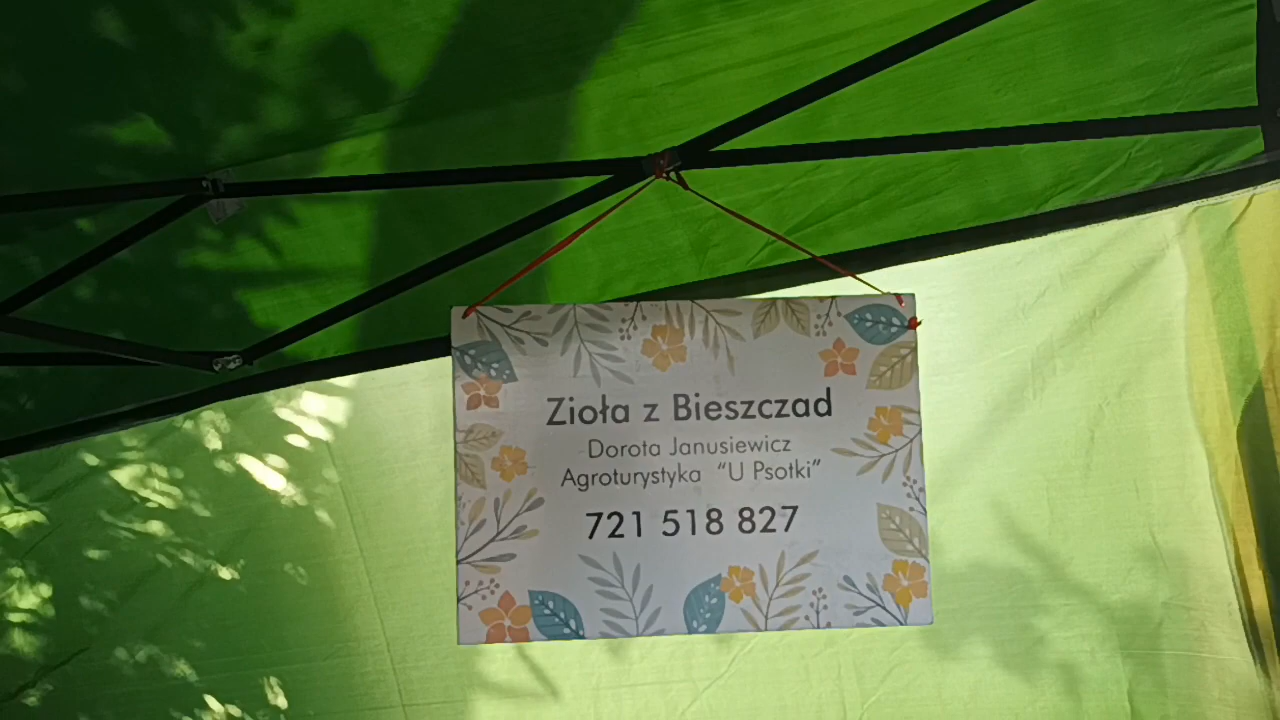 Zioła z Bieszczad
Dorota Janusiewicz
Agroturystyka “U Psotki”
721 518 827